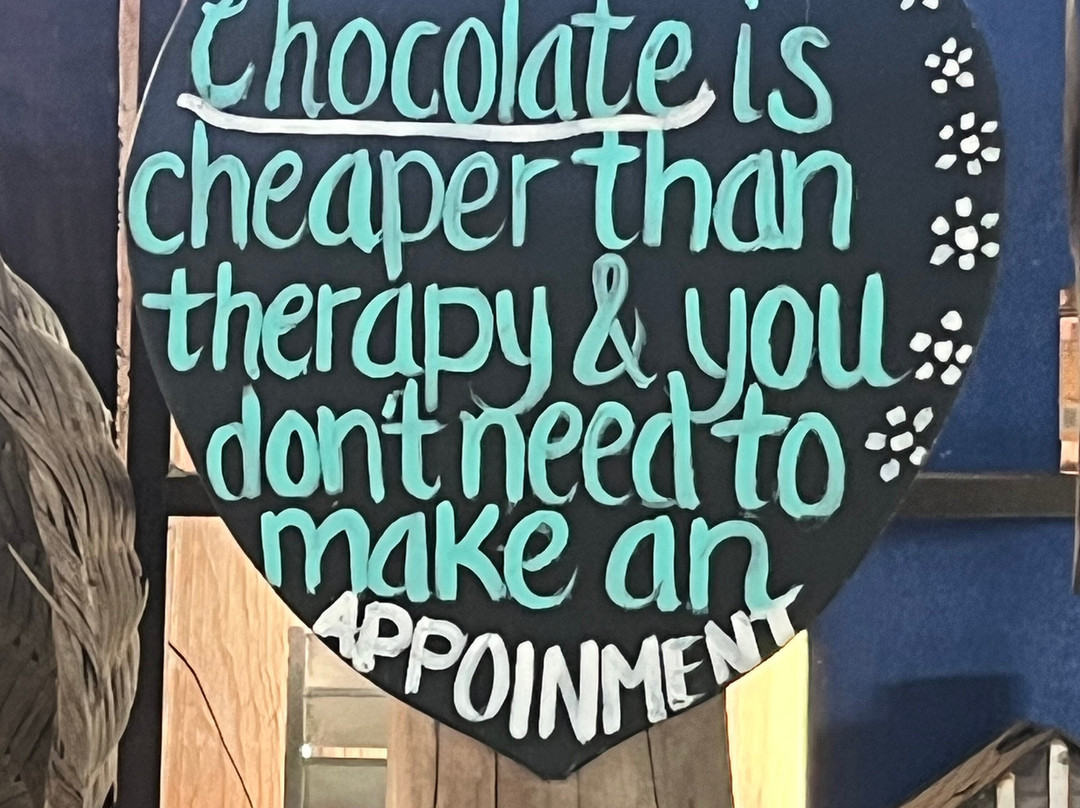 Chocolate is
cheaper than
therapy & you
don't need to
make an
APPOINMENT